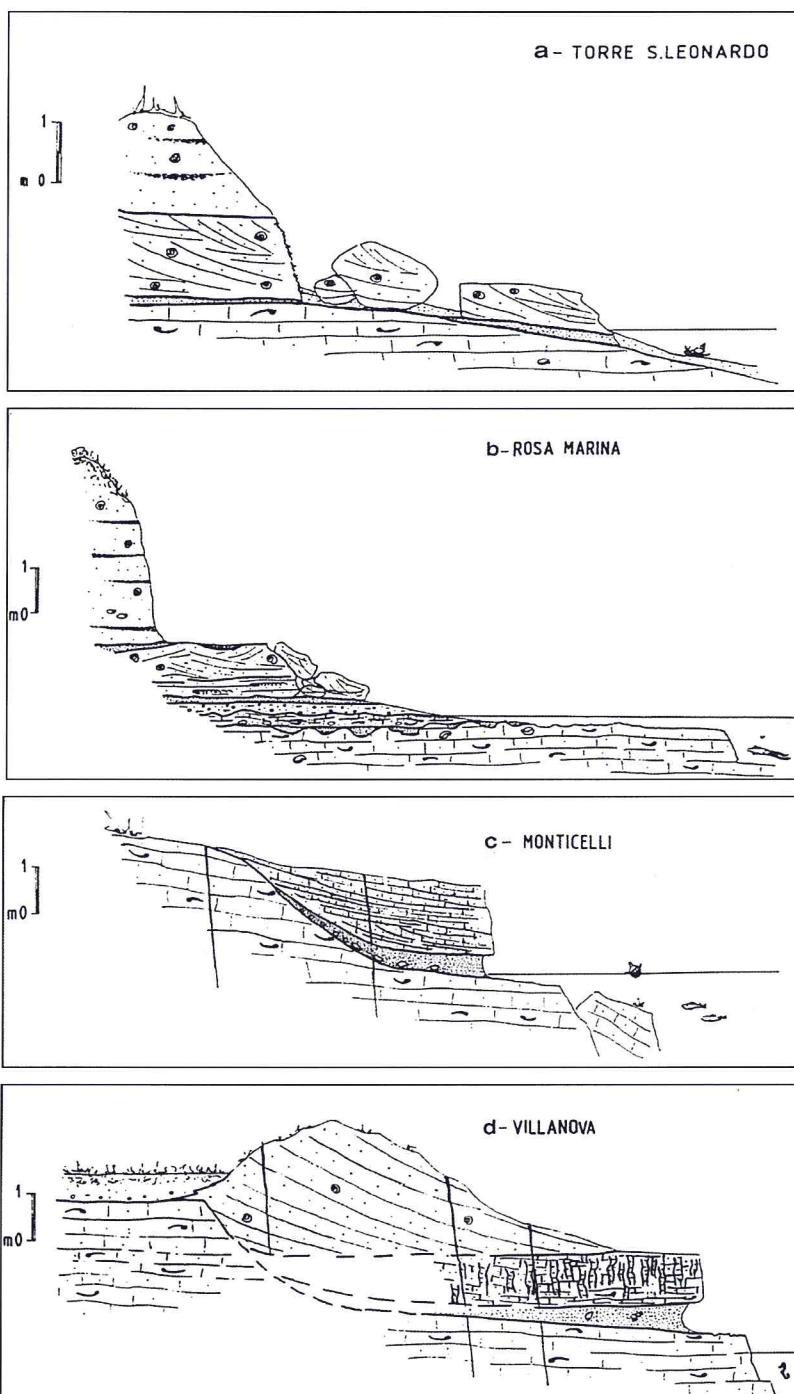 a- TORRE S.LEONARDO
1
m 0
b- ROSA MARINA
1
m0
c- MONTICELLI
1
m0
d- VILLANOVA
1
m0